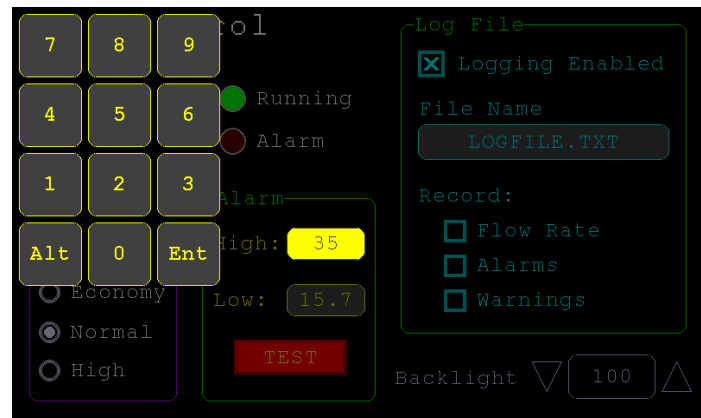 7 8 9
4 5 6
1 2 3
Alt 0 Ent
ol
Running
Alarm
Alarm
High: 35
Low: 15.7
TEST
Economy
Normal
High
Log File
Logging Enabled
File Name
LOGFILE.TXT
Record:
Flow Rate
Alarms
Warnings
Backlight 100